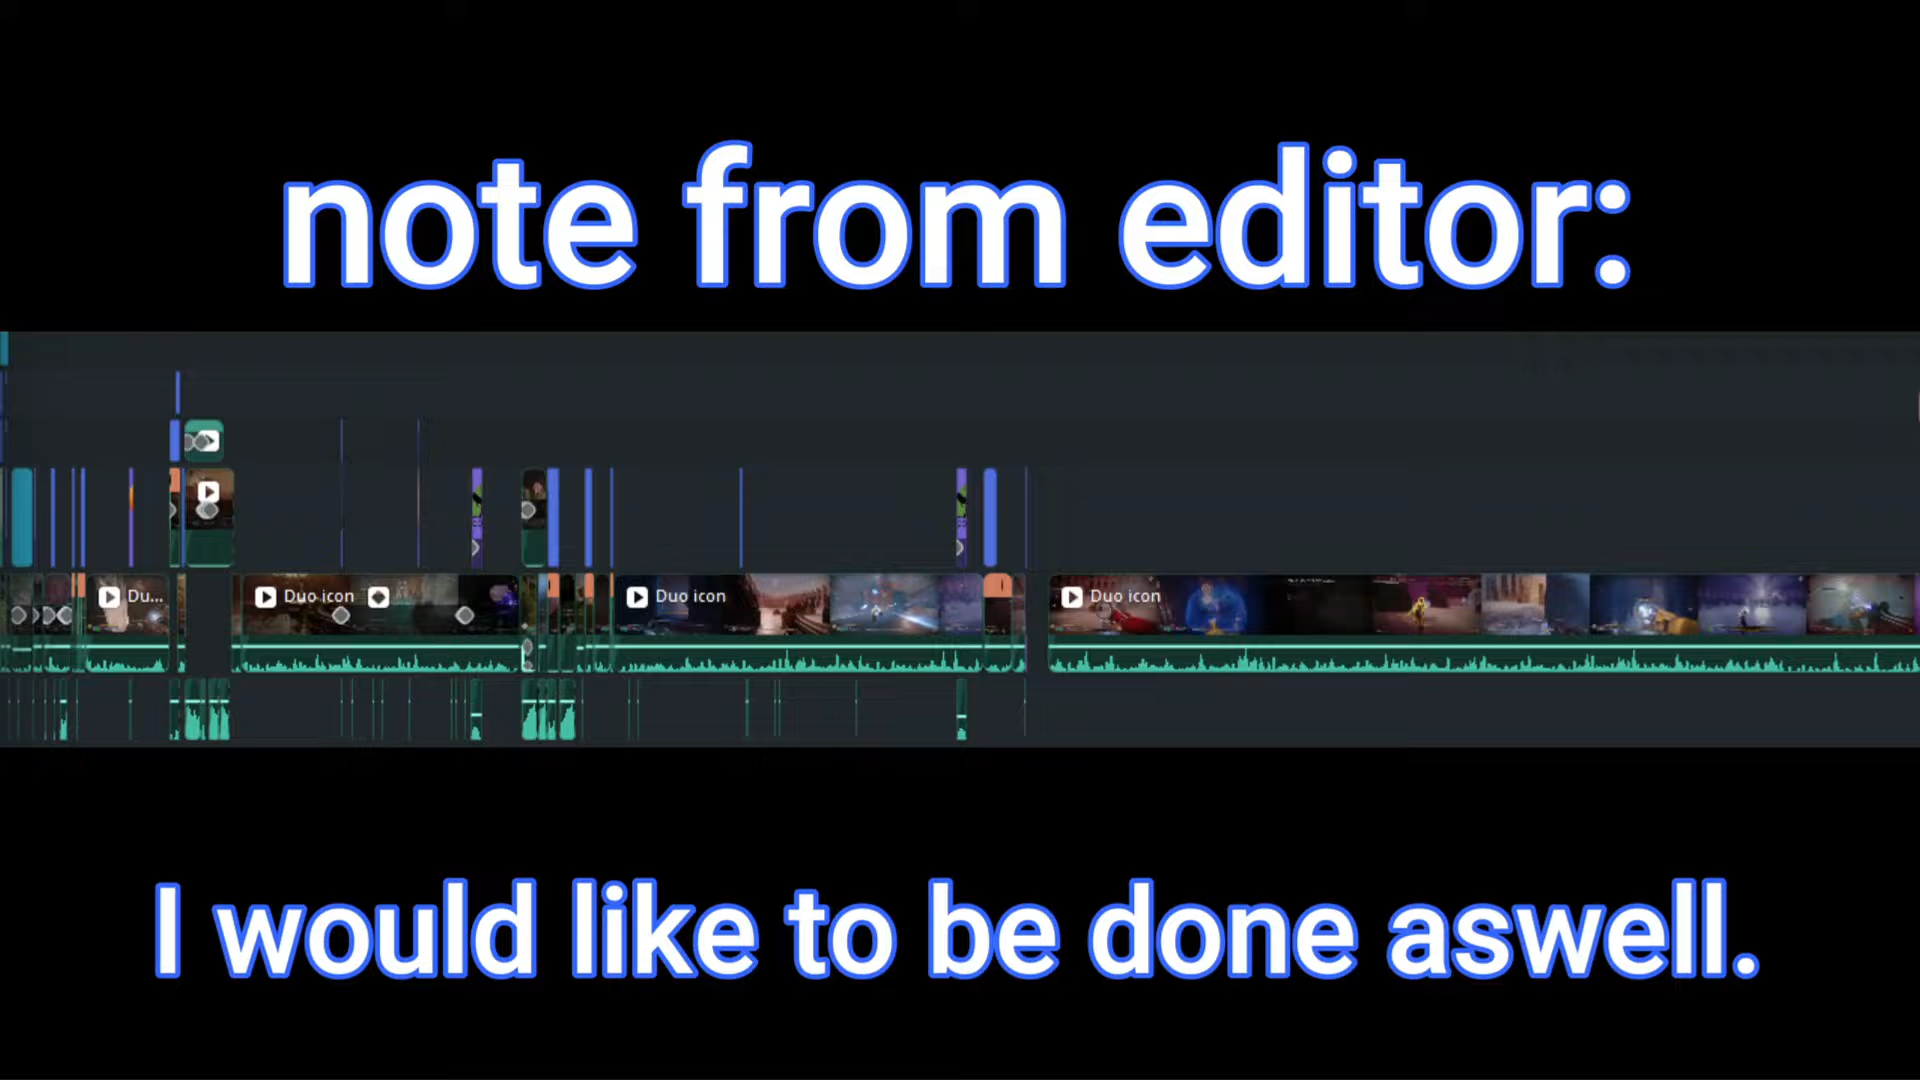 note from editor:
Du...
Duo icon
Duo icon
Duo icon
I would like to be done aswell.